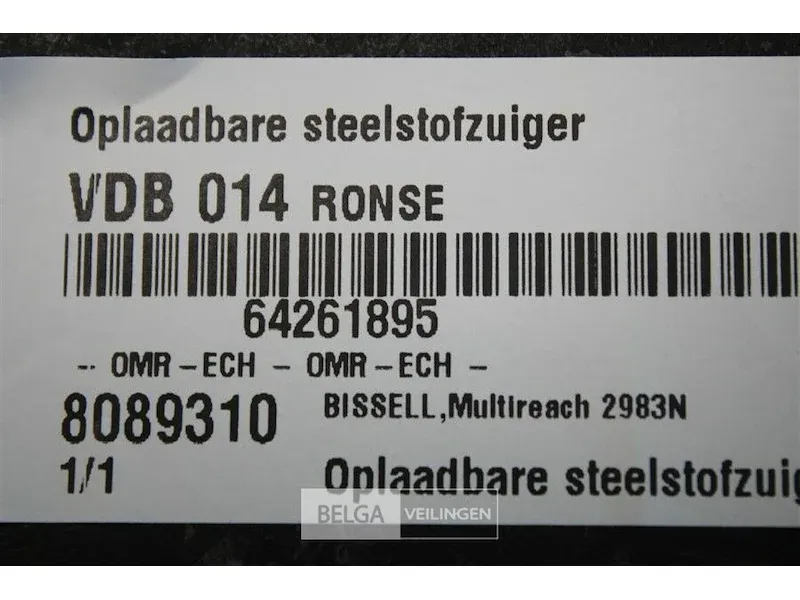 Oplaadbare steelstofzuiger
VDB 014 RONSE
64261895
-- OMR-ECH - OMR-ECH -
8089310 BISSELL,Multireach 2983N
1/1 Oplaadbare steelstofzuig
BELGA VEILINGEN